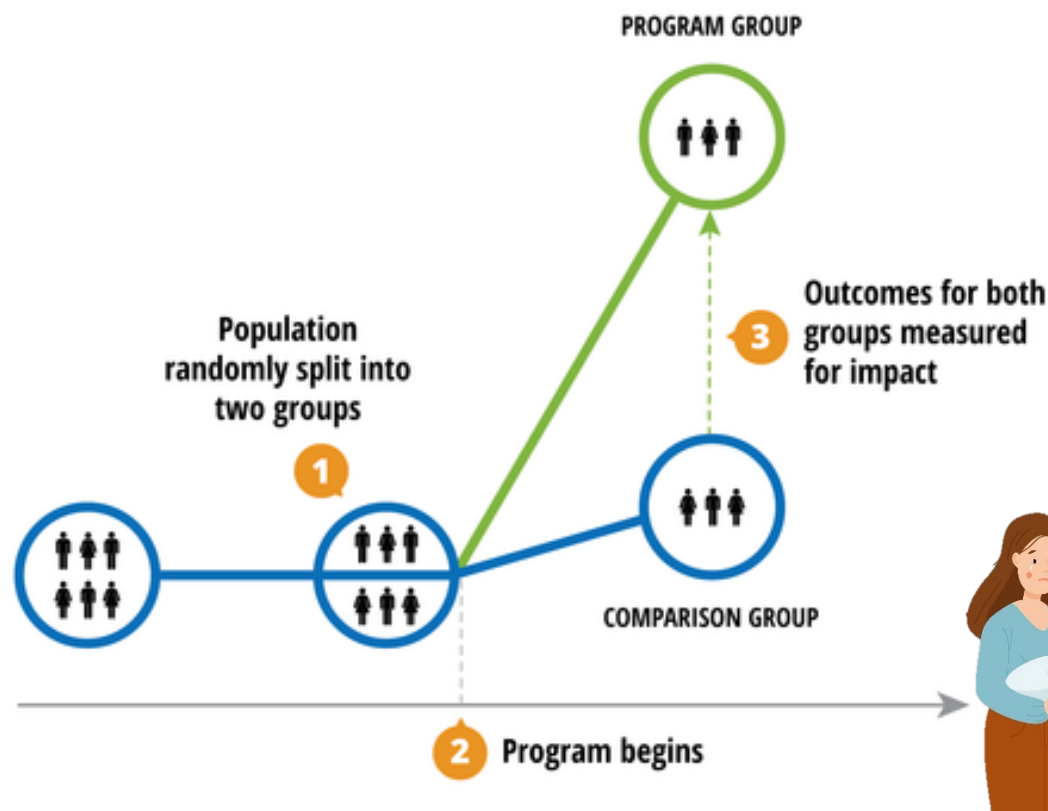 PROGRAM GROUP
Outcomes for both
3 groups measured
for impact
Population
randomly split into
two groups
1
COMPARISON GROUP
2 Program begins